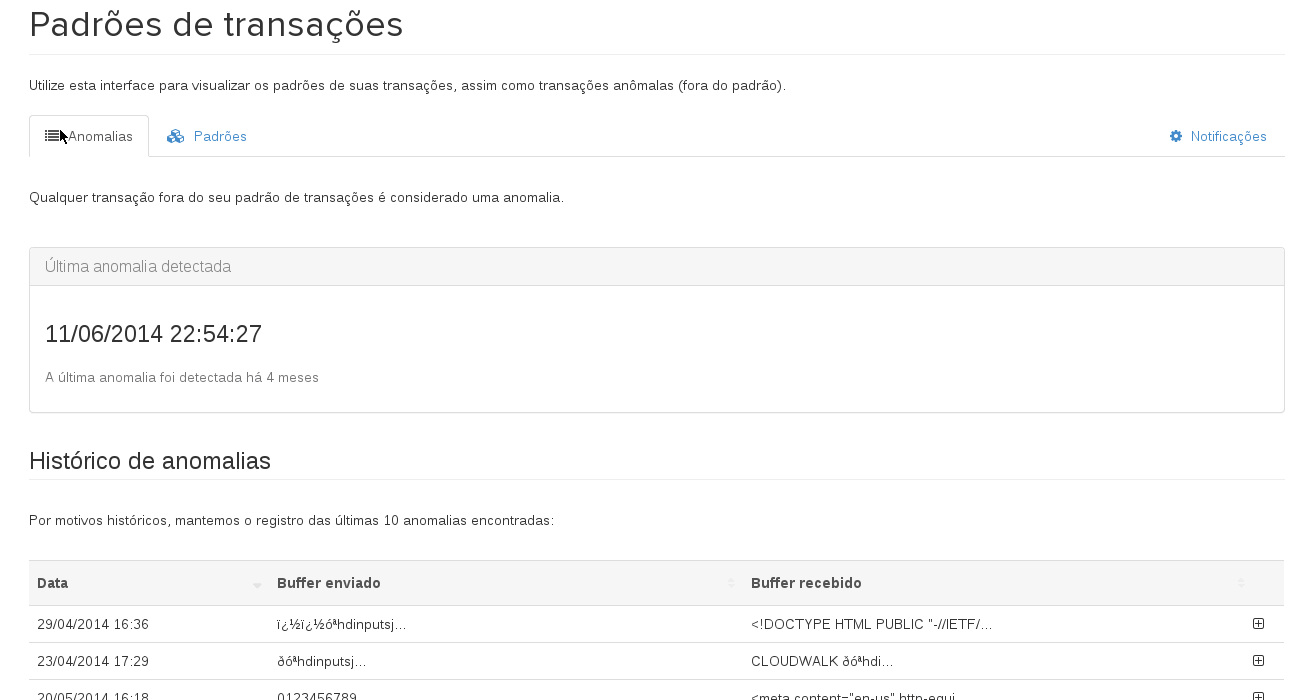 Padrões de transações
Utilize esta interface para visualizar os padrões de suas transações, assim como transações anômalas (fora do padrão).
Anomalias Padrões Notificações
Qualquer transação fora do seu padrão de transações é considerado uma anomalia.
Última anomalia detectada
11/06/2014 22:54:27
A última anomalia foi detectada há 4 meses
Histórico de anomalias
Por motivos históricos, mantemos o registro das últimas 10 anomalias encontradas:
Data Buffer enviado Buffer recebido
29/04/2014 16:36 ï¿½ï¿½óªhdinputsj... <!DOCTYPE HTML PUBLIC "-//IETF/...
23/04/2014 17:29 ðóªhdinputsj... CLOUDWALK ðóªhdi...
20/05/2014 16:18 0123456789 <meta content="en-us" http-equi...